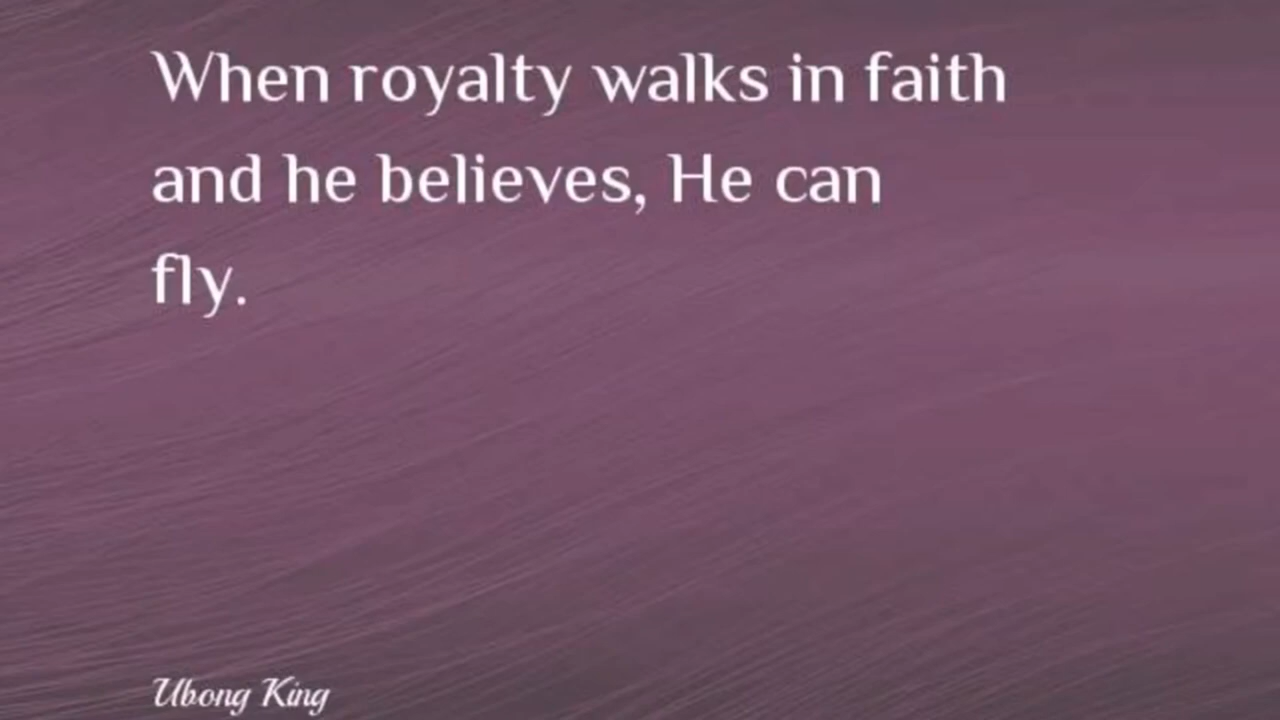 When royalty walks in faith
and he believes, He can
fly.
Ubong King